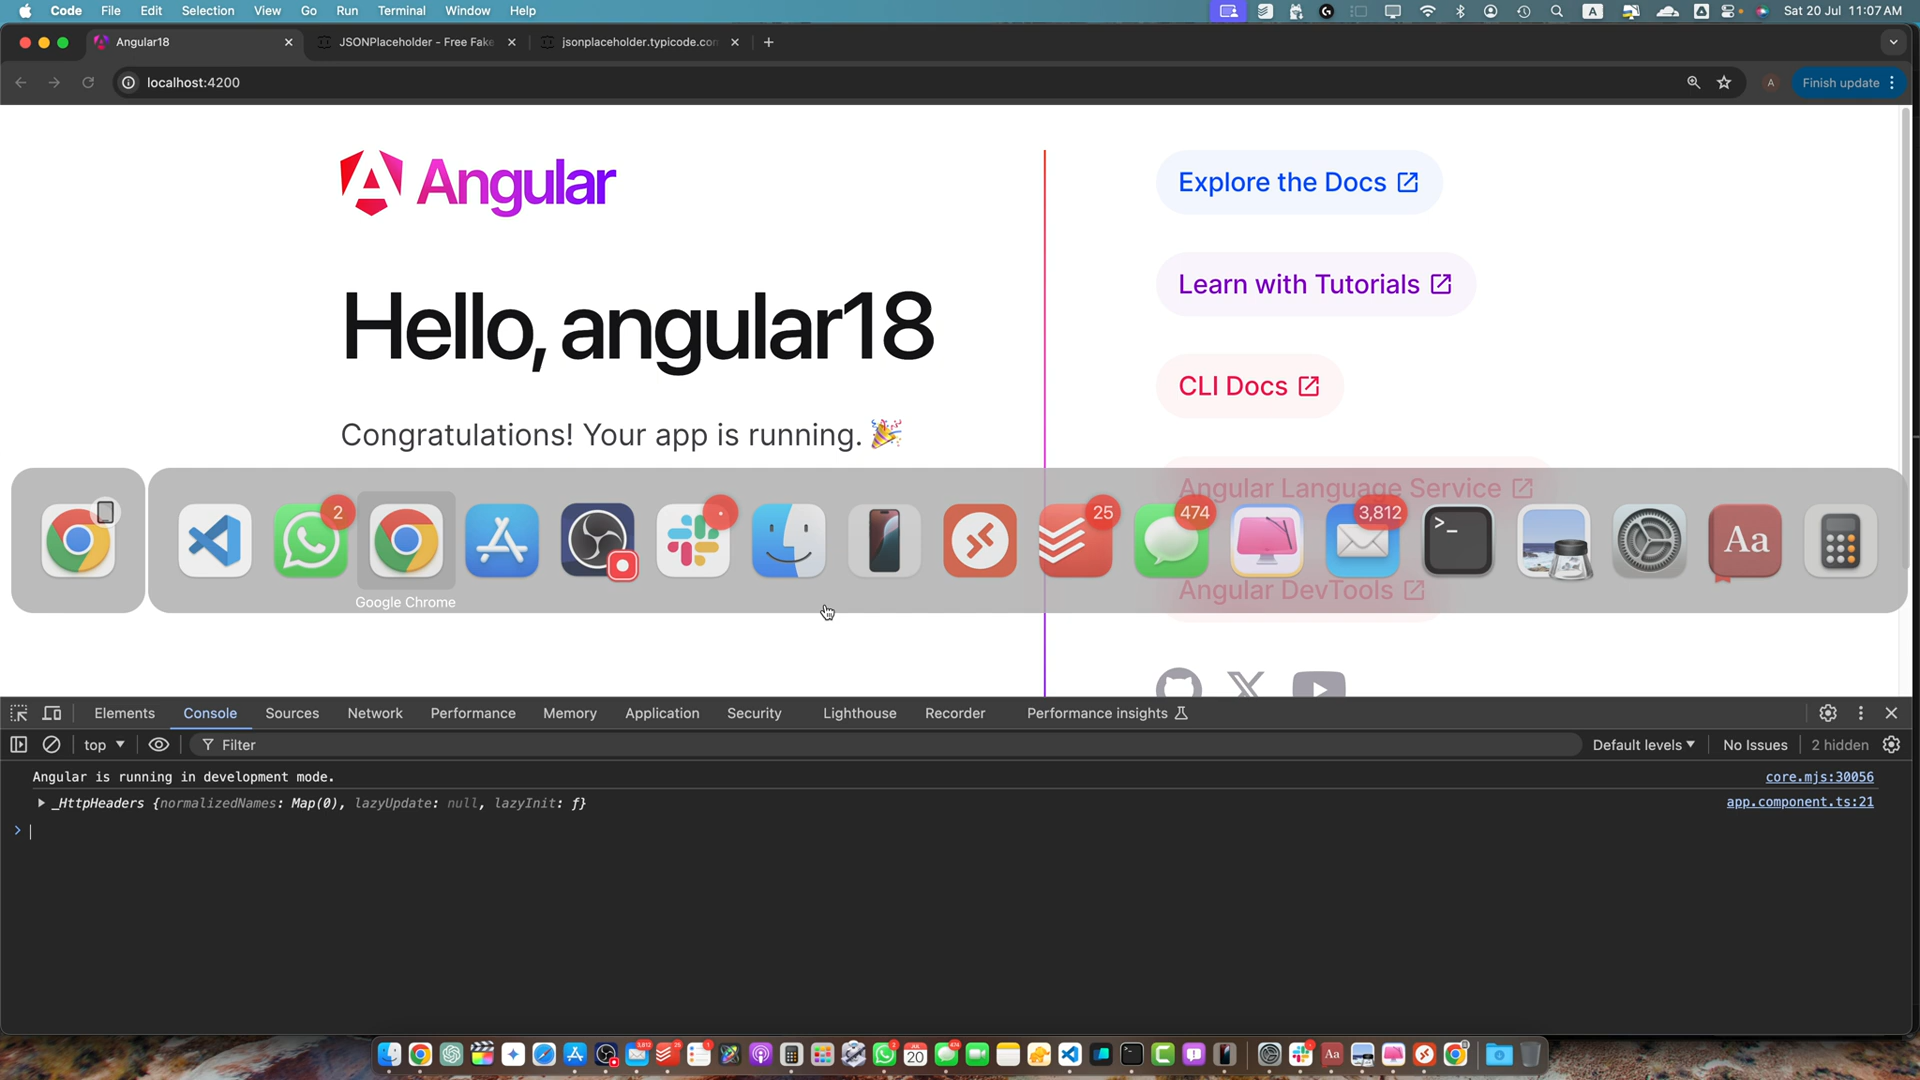 Code File Edit Selection View Go Run Terminal Window Help
A
Sat 20 Jul 11:07 AM
Angular18
JSONPlaceholder - Free Fake
jsonplaceholder.typicode.com
localhost:4200
A
Finish update
Angular
Hello, angular18
Congratulations! Your app is running. 🎉
Explore the Docs
Learn with Tutorials
CLI Docs
Angular Language Service
Angular DevTools
2
25
474
3,812
>_
Aa
Google Chrome
Elements Console Sources Network Performance Memory Application Security Lighthouse Recorder Performance insights
top Filter Default levels No Issues 2 hidden
Angular is running in development mode. core.mjs:30056
_HttpHeaders {normalizedNames: Map(0), lazyUpdate: null, lazyInit: ƒ} app.component.ts:21
20
Aa